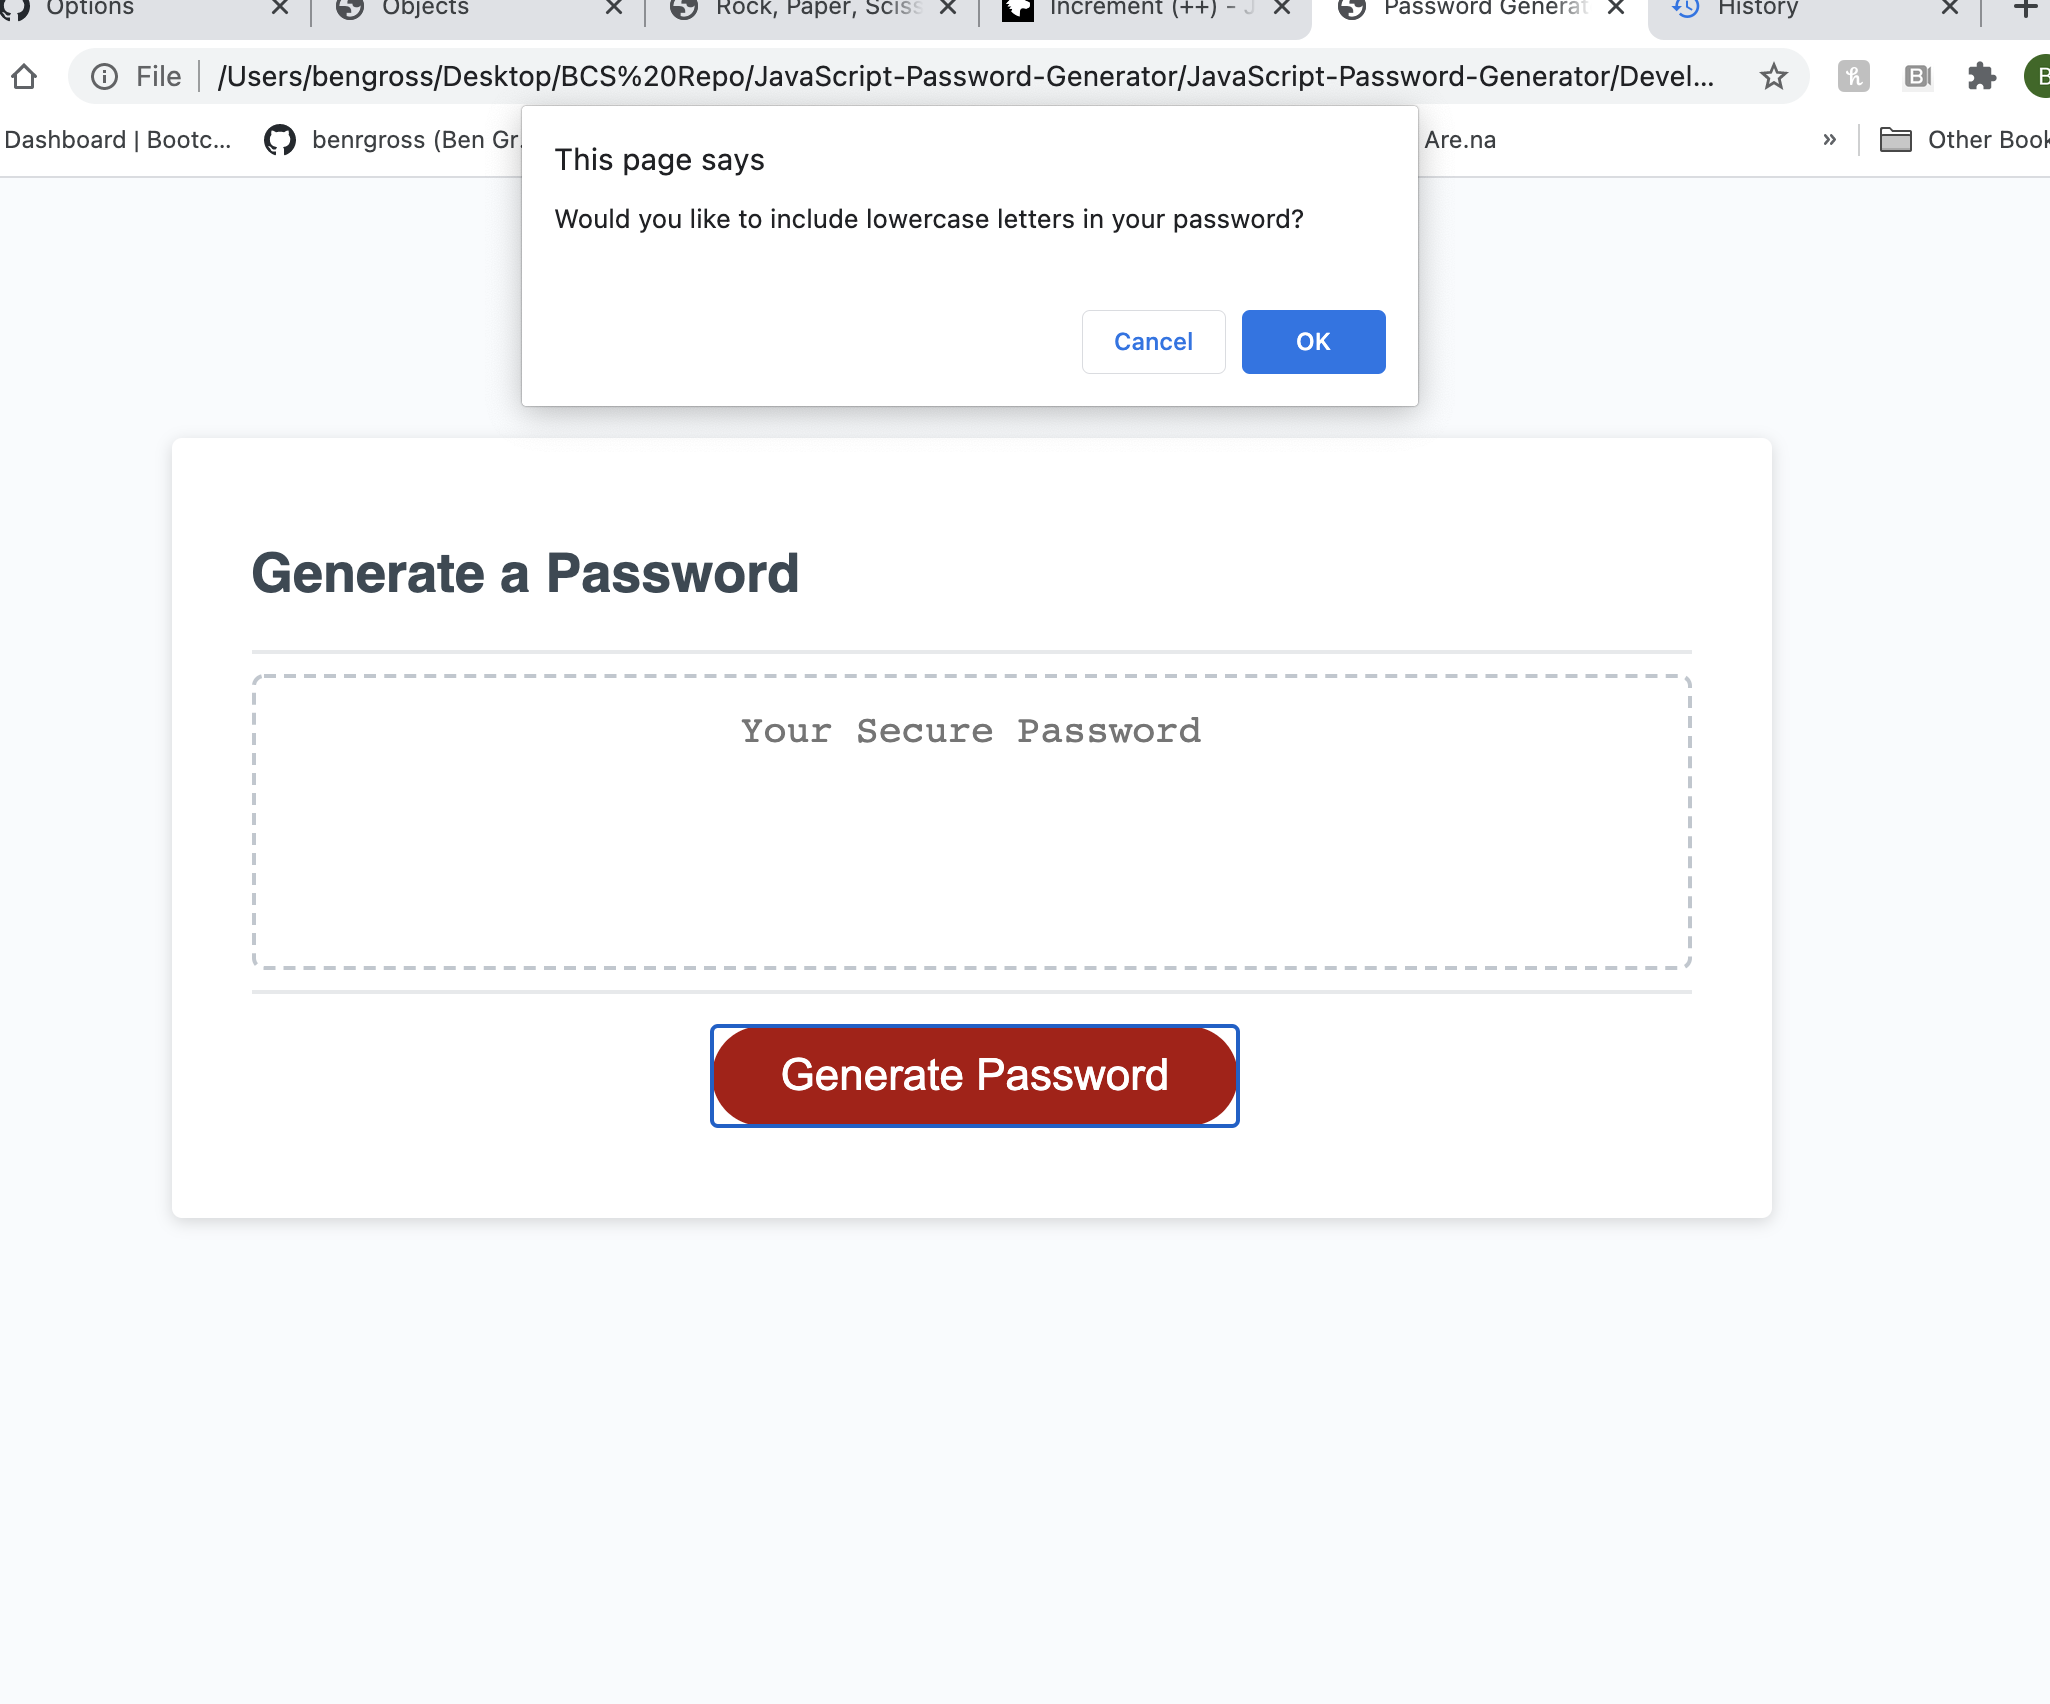 Options
Objects
Rock, Paper, Sciss
Increment (++) - J
Password Generat
History
File
/Users/bengross/Desktop/BCS%20Repo/JavaScript-Password-Generator/JavaScript-Password-Generator/Devel...
B
B
Dashboard | Bootc...
benrgross (Ben Gr.
Are.na
»
Other Book
This page says
Would you like to include lowercase letters in your password?
Cancel
OK
Generate a Password
Your Secure Password
Generate Password